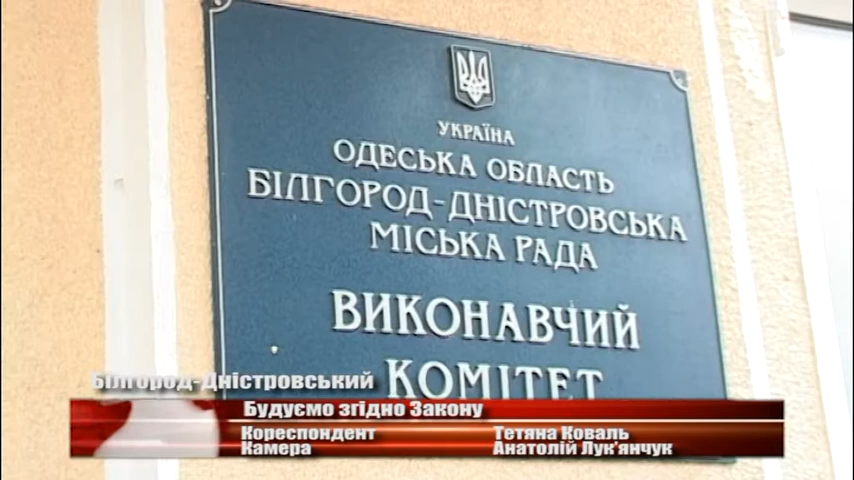 УКРАЇНА
ОДЕСЬКА ОБЛАСТЬ
БІЛГОРОД-ДНІСТРОВСЬКА
МІСЬКА РАДА
ВИКОНАВЧИЙ
КОМІТЕТ
Білгород-Дністровський
Будуємо згідно Закону
Кореспондент Тетяна Коваль
Камера Анатолій Лук'янчук